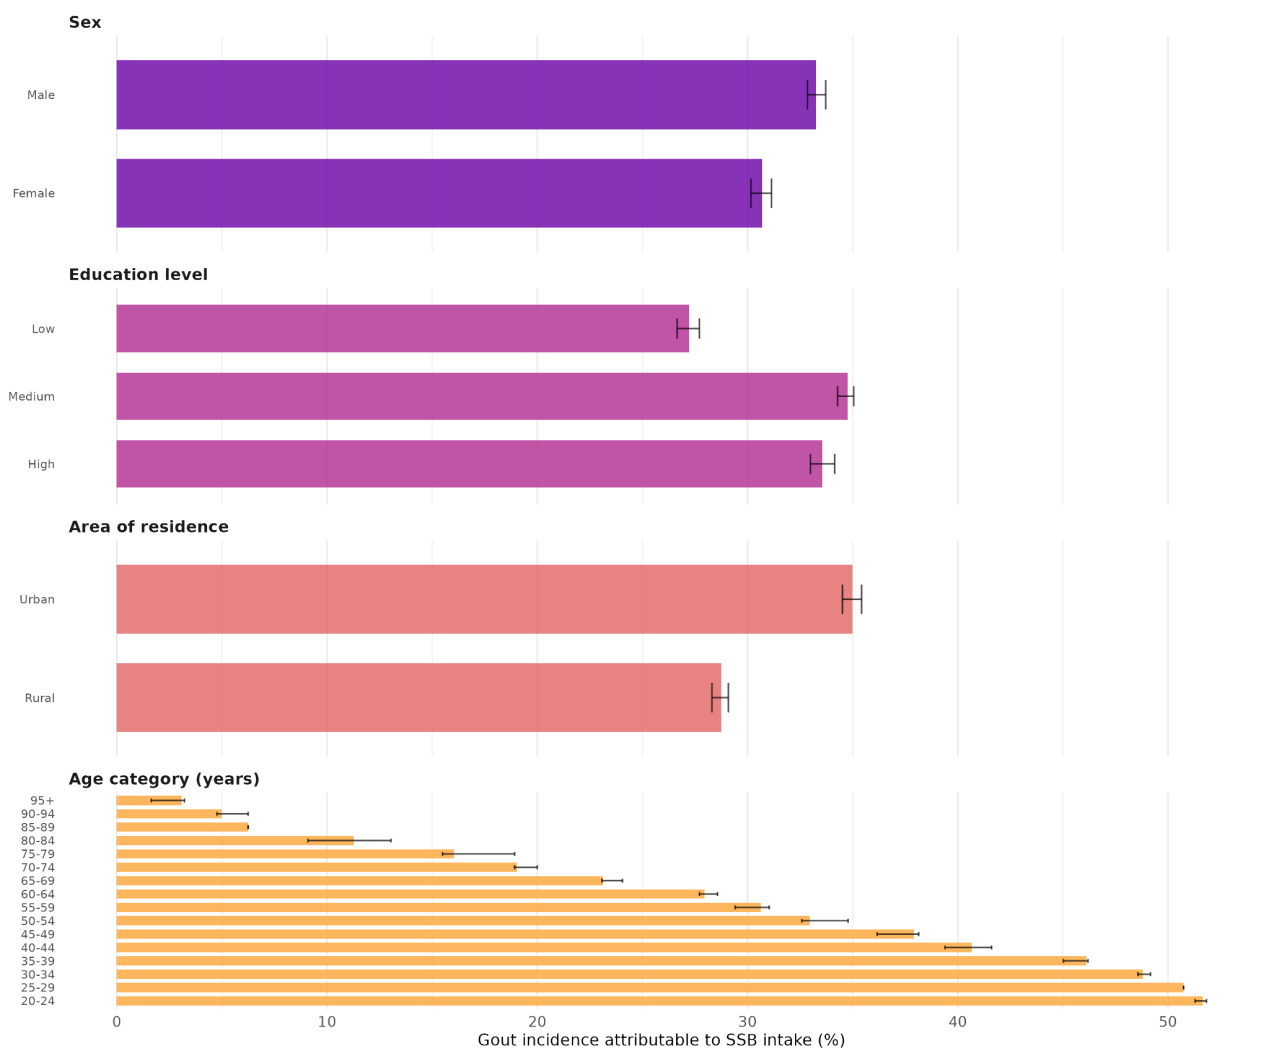 Sex
Male
Female
Education level
Low
Medium
High
Area of residence
Urban
Rural
Age category (years)
95+
90-94
85-89
80-84
75-79
70-74
65-69
60-64
55-59
50-54
45-49
40-44
35-39
30-34
25-29
20-24
0 10 20 30 40 50
Gout incidence attributable to SSB intake (%)